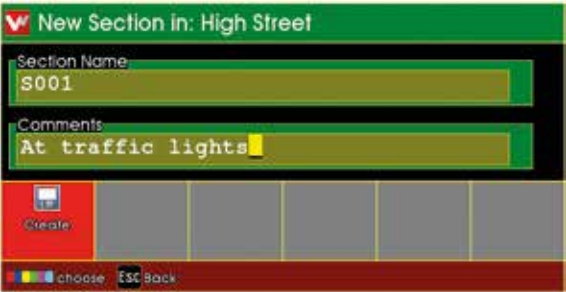 New Section in: High Street
Section Name
S001
Comments
At traffic lights
Create
choose Esc Back